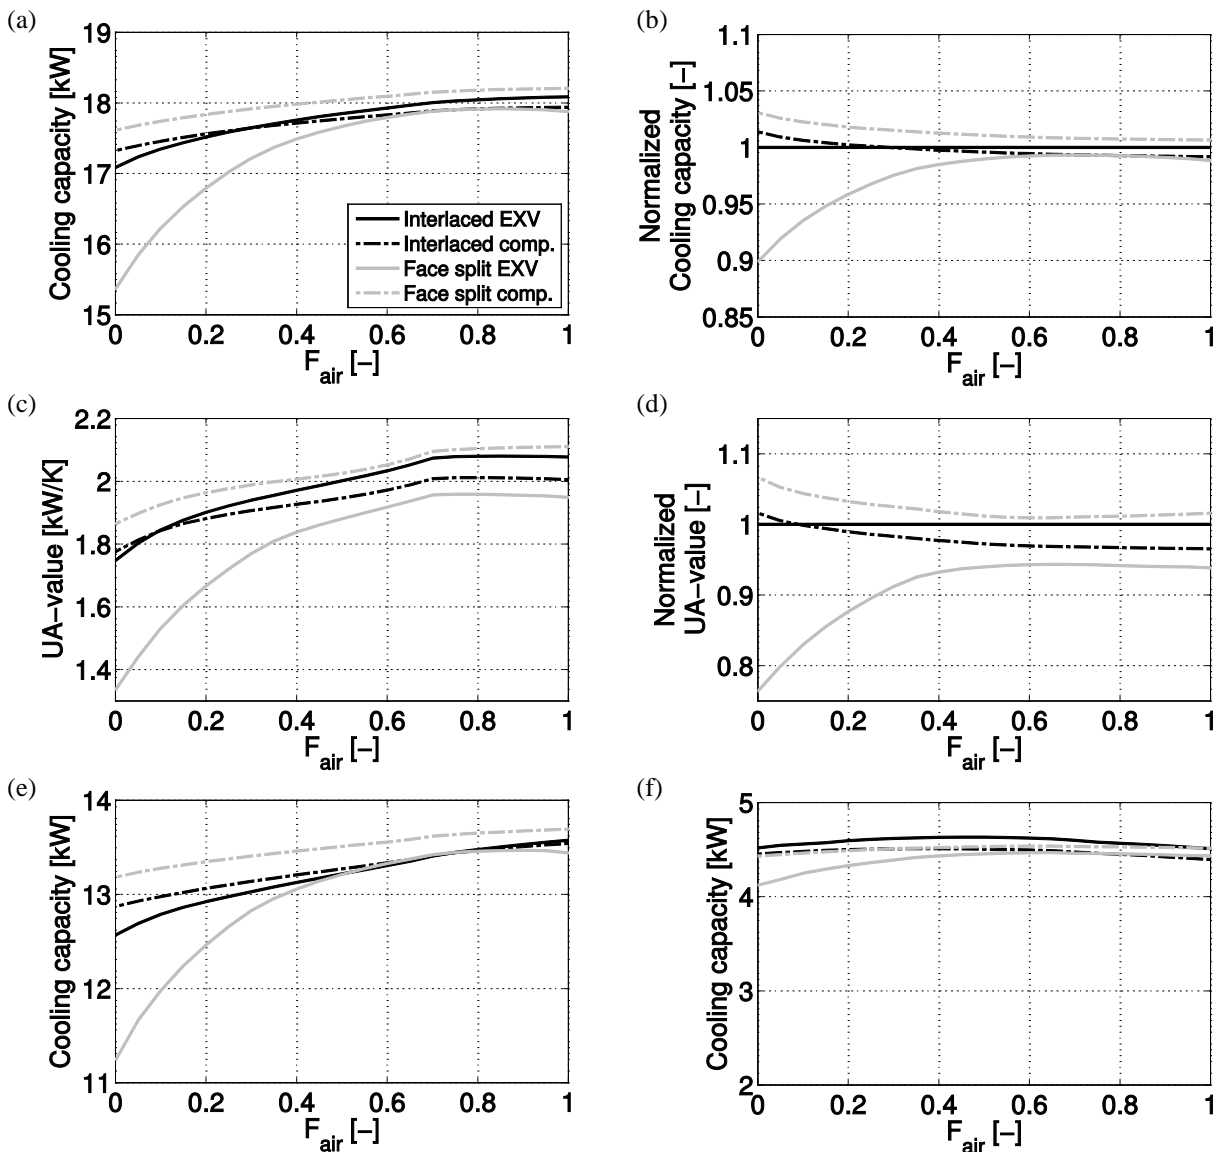 (a)
Cooling capacity [kW]
19
18
17
16
15
0
0.2
0.4
0.6
0.8
1
F_air [–]
Interlaced EXV
Interlaced comp.
Face split EXV
Face split comp.
(b)
Normalized
Cooling capacity [–]
1.1
1.05
1
0.95
0.9
0.85
0
0.2
0.4
0.6
0.8
1
F_air [–]
(c)
UA–value [kW/K]
2.2
2
1.8
1.6
1.4
0
0.2
0.4
0.6
0.8
1
F_air [–]
(d)
Normalized
UA–value [–]
1.1
1
0.9
0.8
0
0.2
0.4
0.6
0.8
1
F_air [–]
(e)
Cooling capacity [kW]
14
13
12
11
0
0.2
0.4
0.6
0.8
1
F_air [–]
(f)
Cooling capacity [kW]
5
4
3
2
0
0.2
0.4
0.6
0.8
1
F_air [–]